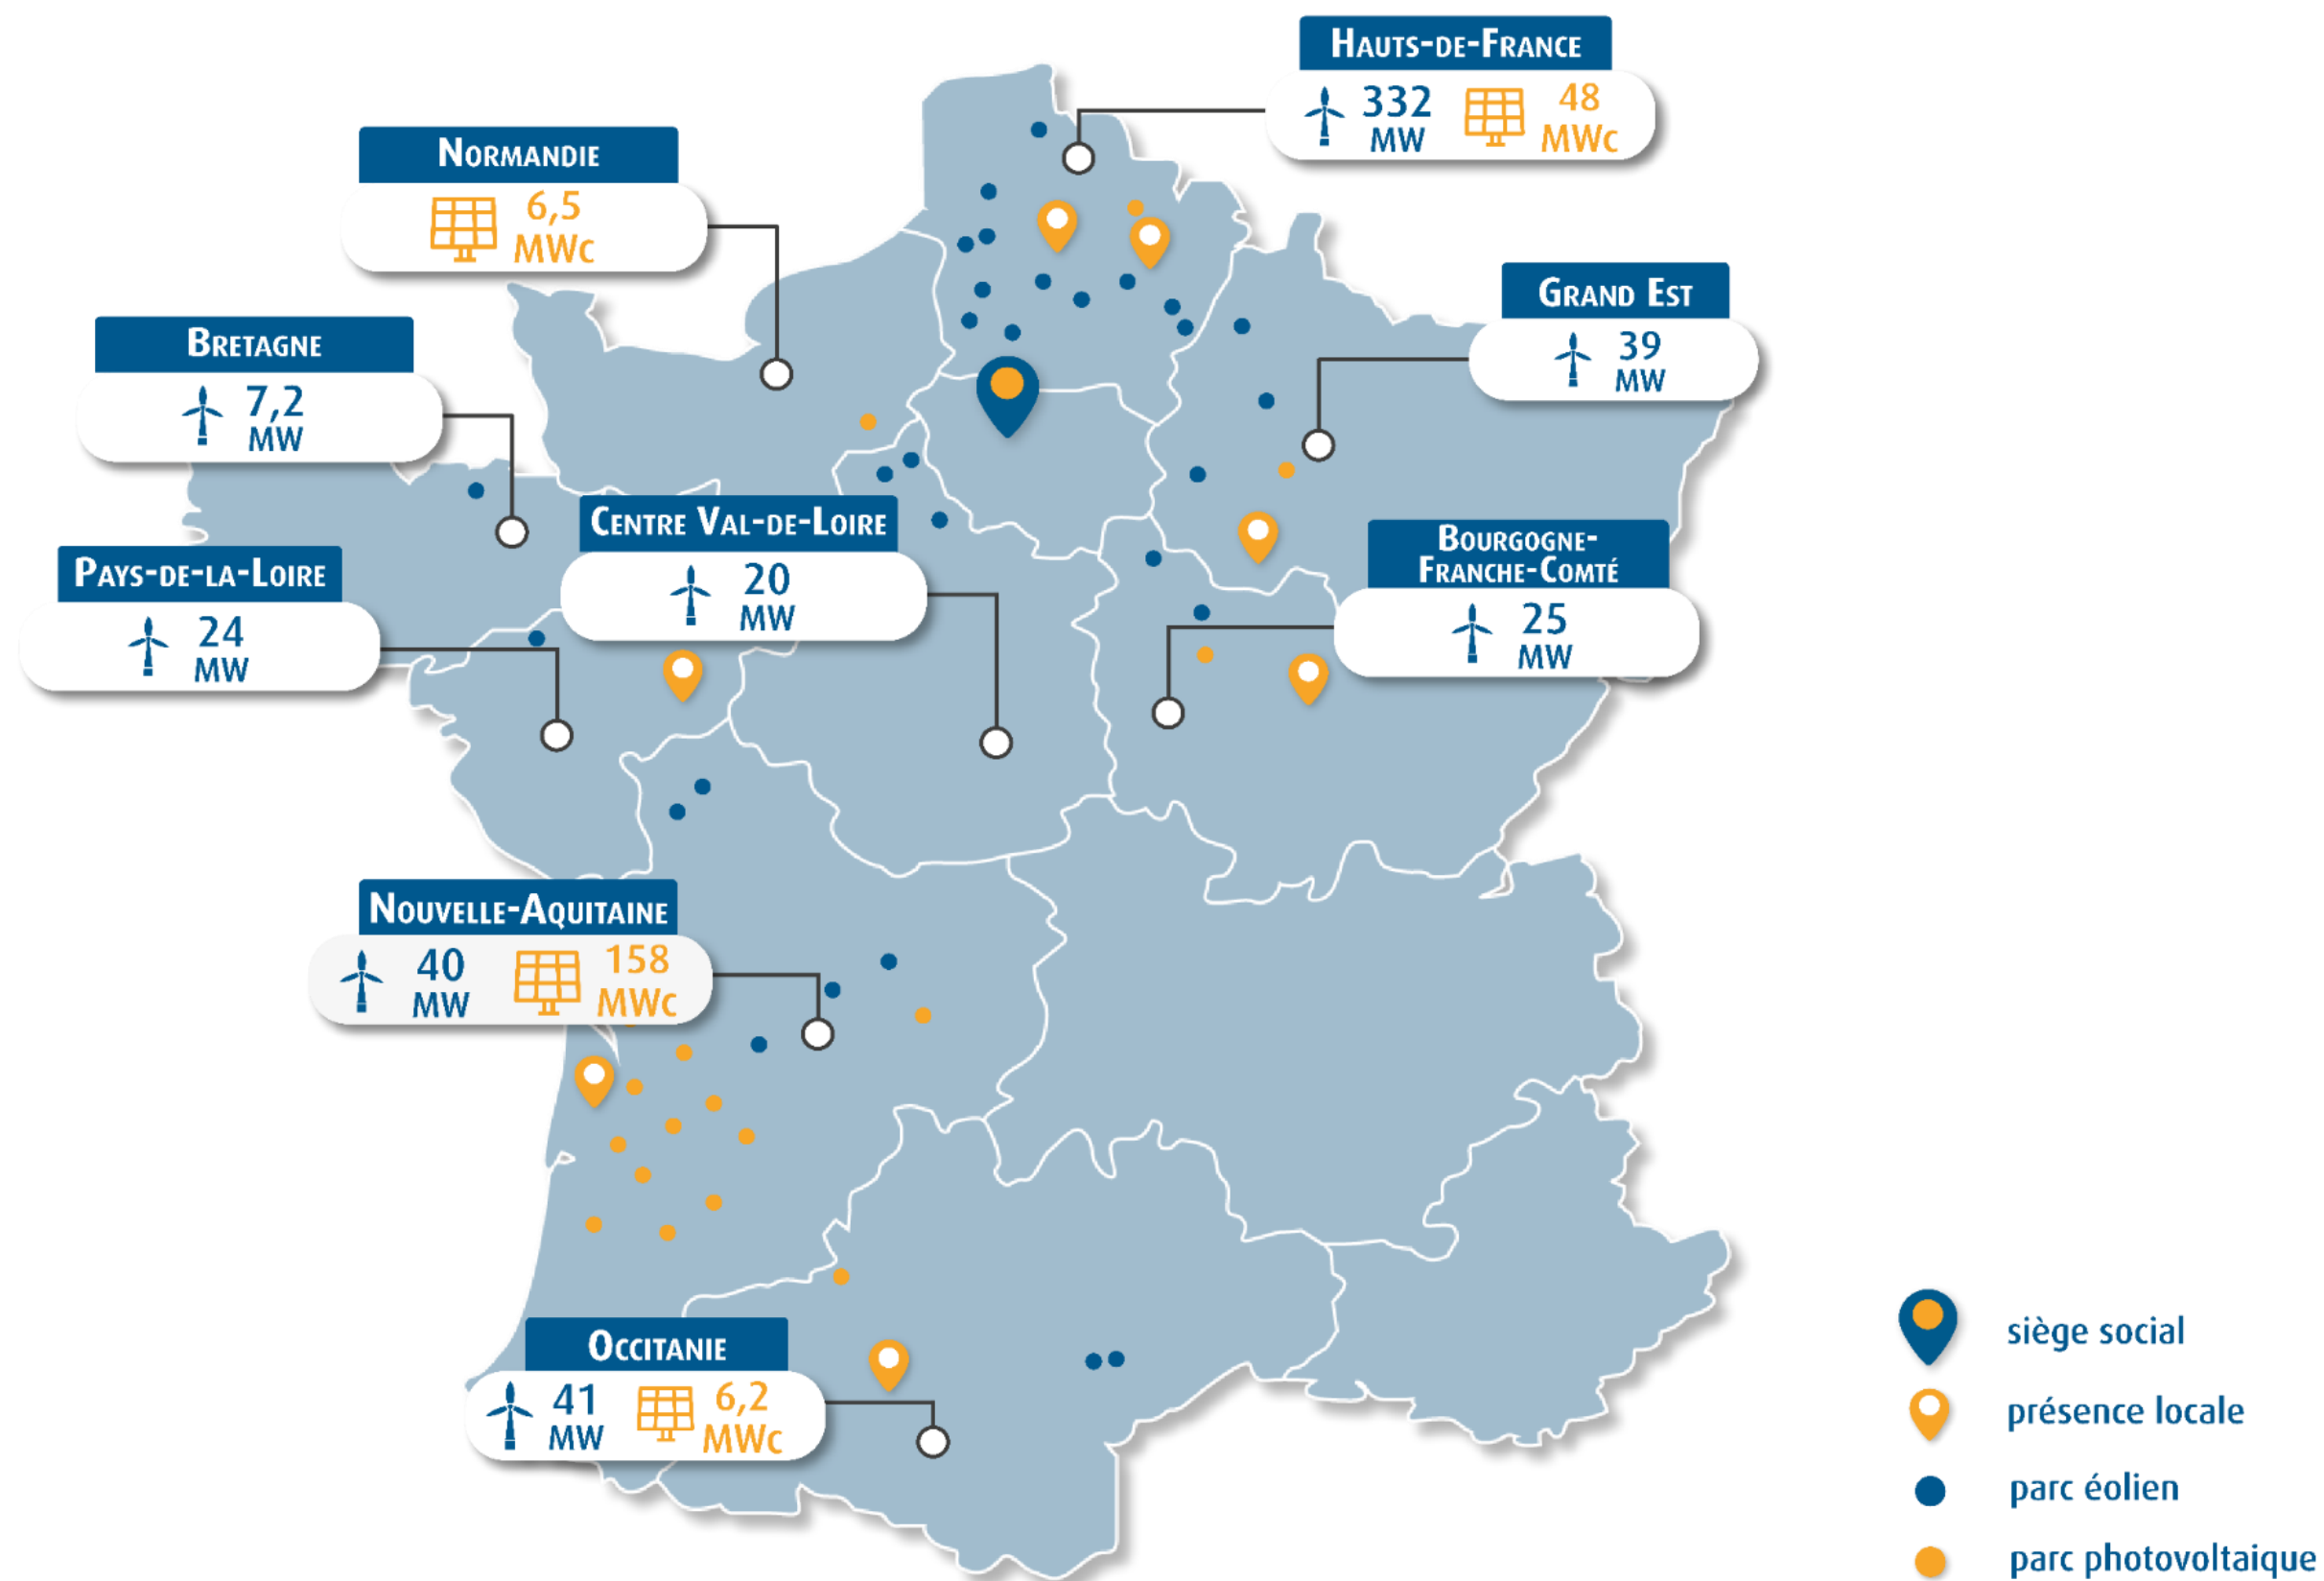 HAUTS-DE-FRANCE
332
MW
48
MWc
NORMANDIE
6,5
MWc
GRAND EST
39
MW
BRETAGNE
7,2
MW
CENTRE VAL-DE-LOIRE
20
MW
BOURGOGNE-
FRANCHE-COMTÉ
25
MW
PAYS-DE-LA-LOIRE
24
MW
NOUVELLE-AQUITAINE
40
MW
158
MWc
OCCITANIE
41
MW
6,2
MWc
siège social
présence locale
parc éolien
parc photovoltaique